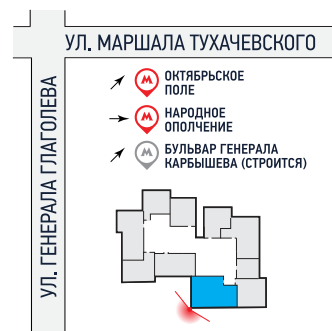 УЛ. МАРШАЛА ТУХАЧЕВСКОГО
УЛ. ГЕНЕРАЛА ГЛАГОЛЕВА
М ОКТЯБРЬСКОЕ
ПОЛЕ
М НАРОДНОЕ
ОПОЛЧЕНИЕ
М БУЛЬВАР ГЕНЕРАЛА
КАРБЫШЕВА (СТРОИТСЯ)